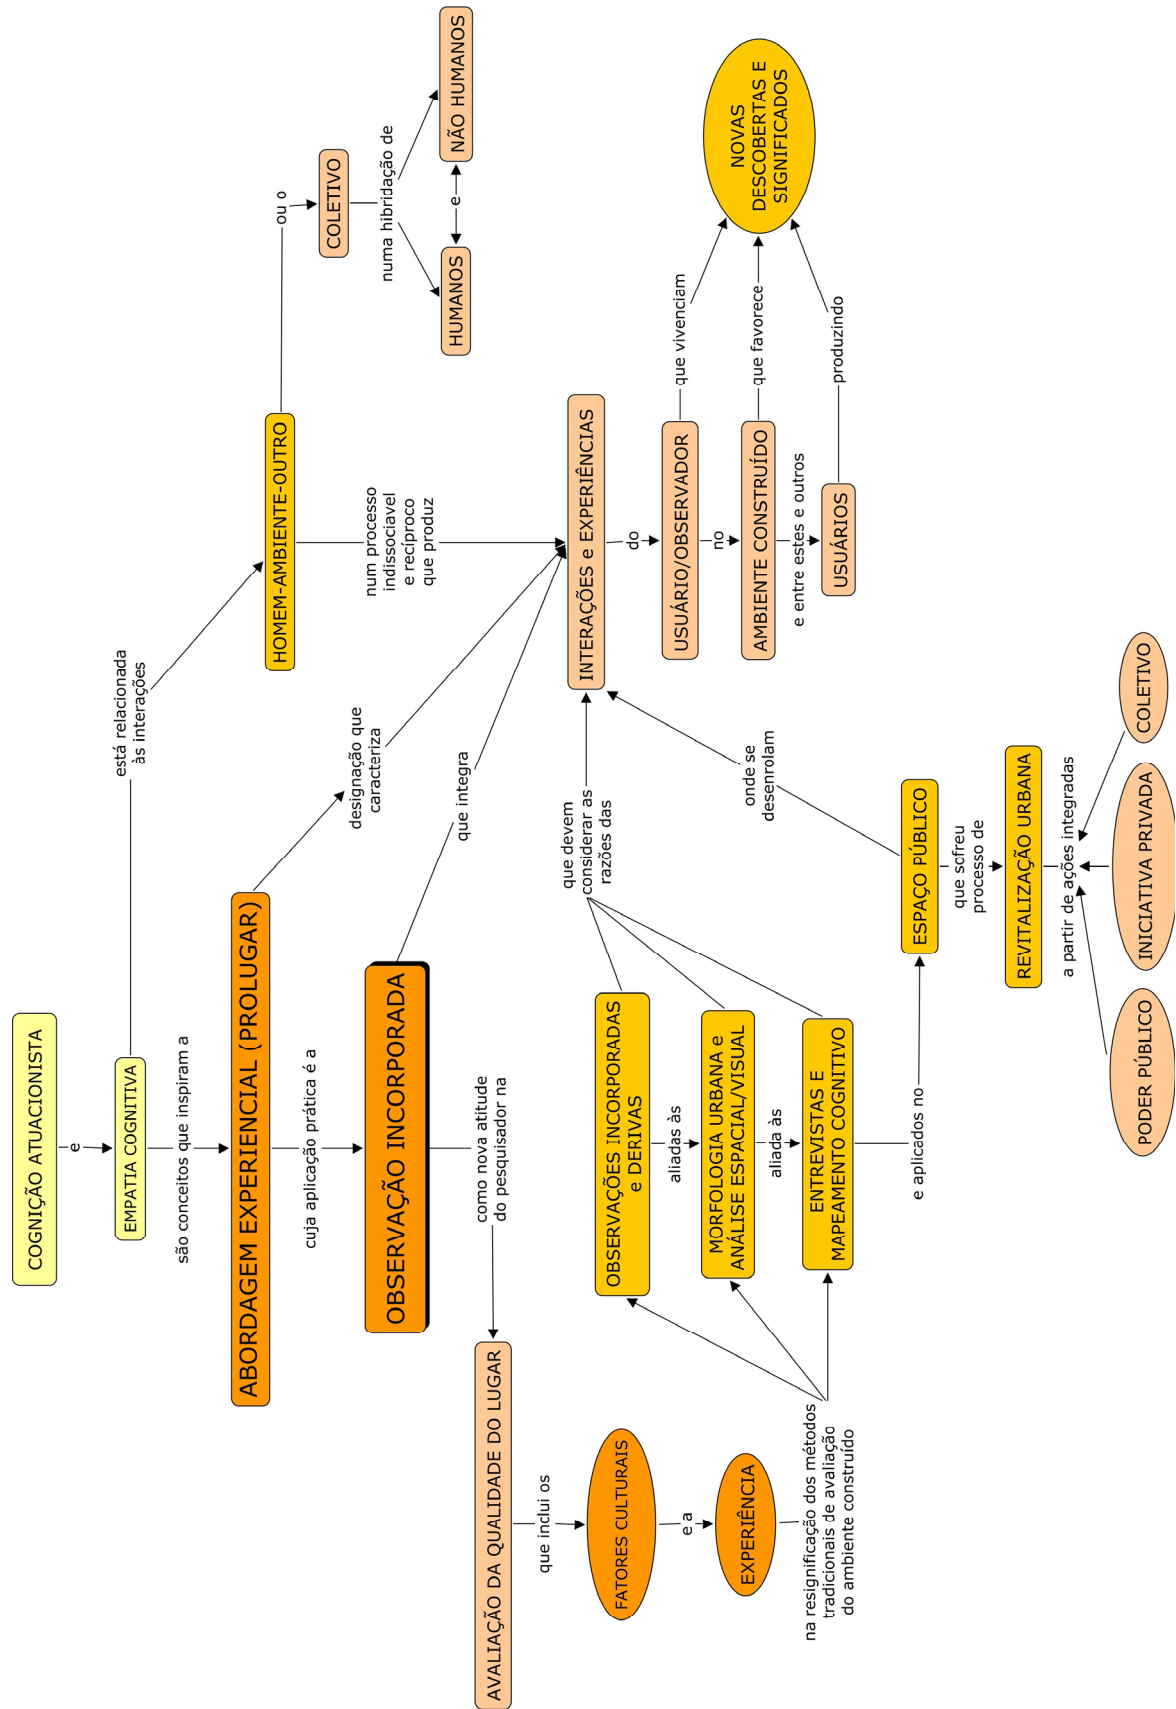 COGNIÇÃO ATUACIONISTA
e
EMPATIA COGNITIVA
está relacionada
às interações
são conceitos que inspiram a
ABORDAGEM EXPERIENCIAL (PROLUGAR)
cuja aplicação prática é a
OBSERVAÇÃO INCORPORADA
designação que
caracteriza
que integra
HOMEM-AMBIENTE-OUTRO
ou o
COLETIVO
numa hibridação de
HUMANOS
e
NÃO HUMANOS
num processo
indissociavel
e recíproco
que produz
como nova atitude
do pesquisador na
AVALIAÇÃO DA QUALIDADE DO LUGAR
que inclui os
FATORES CULTURAIS
e a
EXPERIÊNCIA
na resignificação dos métodos
tradicionais de avaliação
do ambiente construído
OBSERVAÇÕES INCORPORADAS
e DERIVAS
aliadas às
MORFOLOGIA URBANA e
ANÁLISE ESPACIAL/VISUAL
aliada às
ENTREVISTAS E
MAPEAMENTO COGNITIVO
que devem
considerar as
razões das
INTERAÇÕES e EXPERIÊNCIAS
do
USUÁRIO/OBSERVADOR
que vivenciam
no
AMBIENTE CONSTRUÍDO
que favorece
e entre estes e outros
USUÁRIOS
produzindo
NOVAS
DESCOBERTAS E
SIGNIFICADOS
e aplicados no
ESPAÇO PÚBLICO
onde se
desenrolam
que sofreu
processo de
REVITALIZAÇÃO URBANA
a partir de ações integradas
PODER PÚBLICO
INICIATIVA PRIVADA
COLETIVO